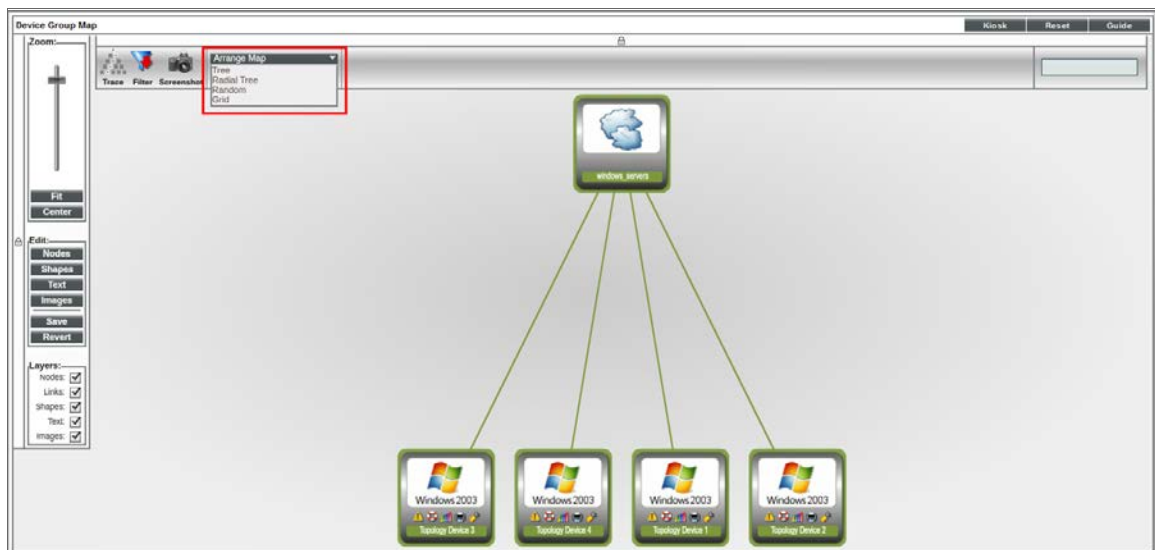 Device Group Map
Kiosk
Reset
Guide
Zoom:
Trace
Filter
Screenshot
Arrange Map
Tree
Radial Tree
Random
Grid
Fit
Center
Edit:
Nodes
Shapes
Text
Images
Save
Revert
Layers:
Nodes:
Links:
Shapes:
Text:
Images:
windows_servers
Windows 2003
Topology Device 3
Windows 2003
Topology Device 4
Windows 2003
Topology Device 1
Windows 2003
Topology Device 2